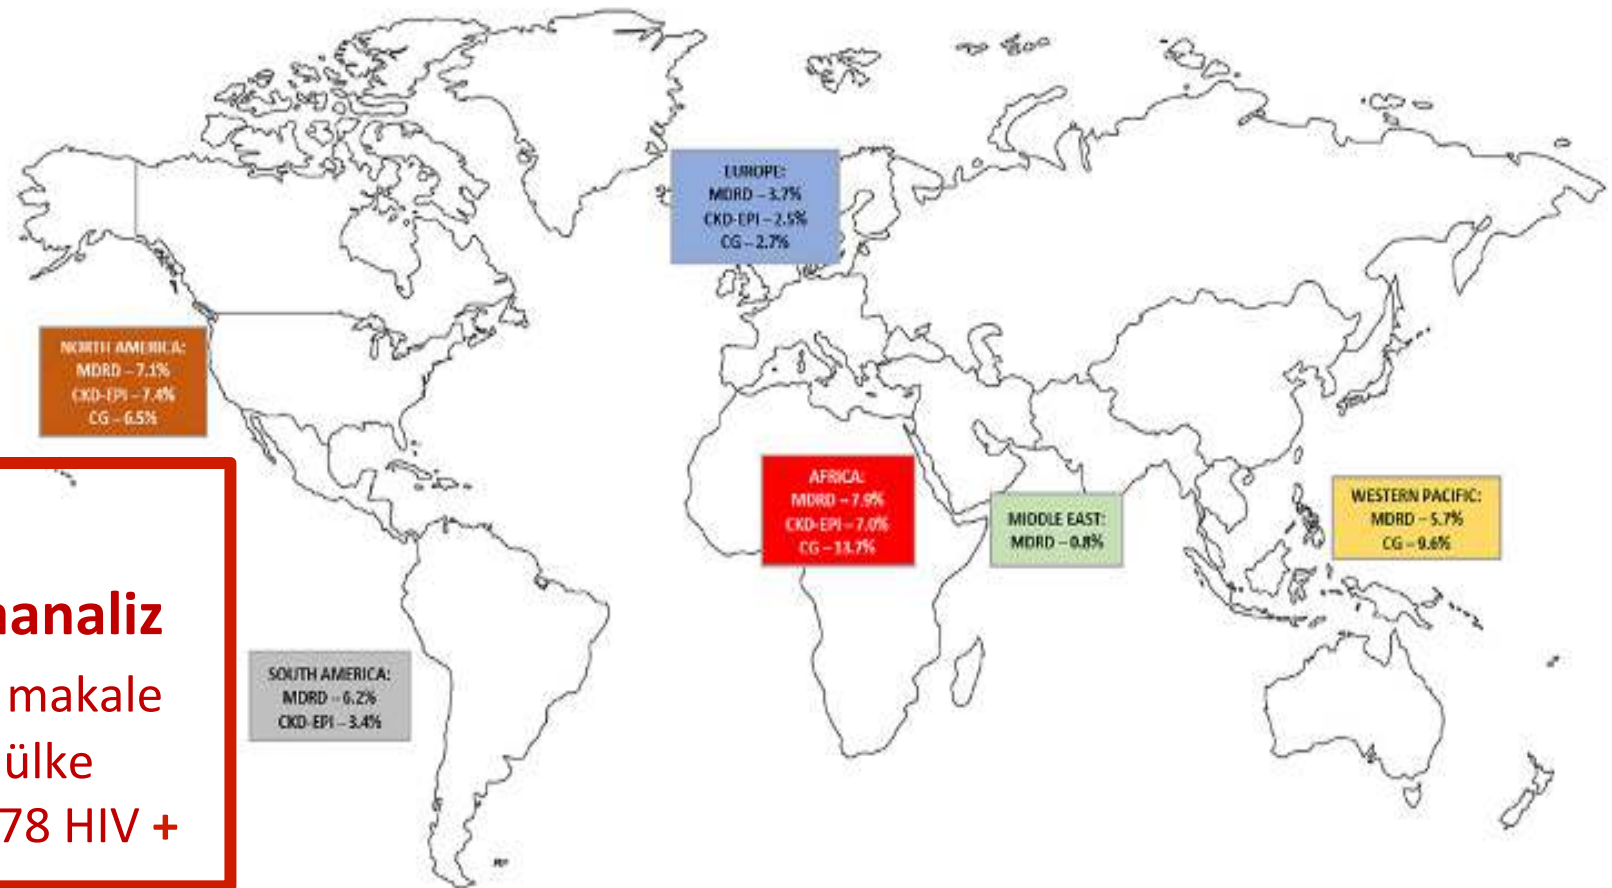 EUROPE:
MDRD – 3.7%
CKD-EPI – 2.5%
CG – 2.7%
NORTH AMERICA:
MDRD – 7.1%
CKD-EPI – 7.4%
CG – 6.5%
AFRICA:
MDRD – 7.9%
CKD-EPI – 7.0%
CG – 13.7%
MIDDLE EAST:
MDRD – 0.8%
WESTERN PACIFIC:
MDRD – 5.7%
CG – 9.6%
SOUTH AMERICA:
MDRD – 6.2%
CKD-EPI – 3.4%
analiz
makale
ülke
78 HIV +